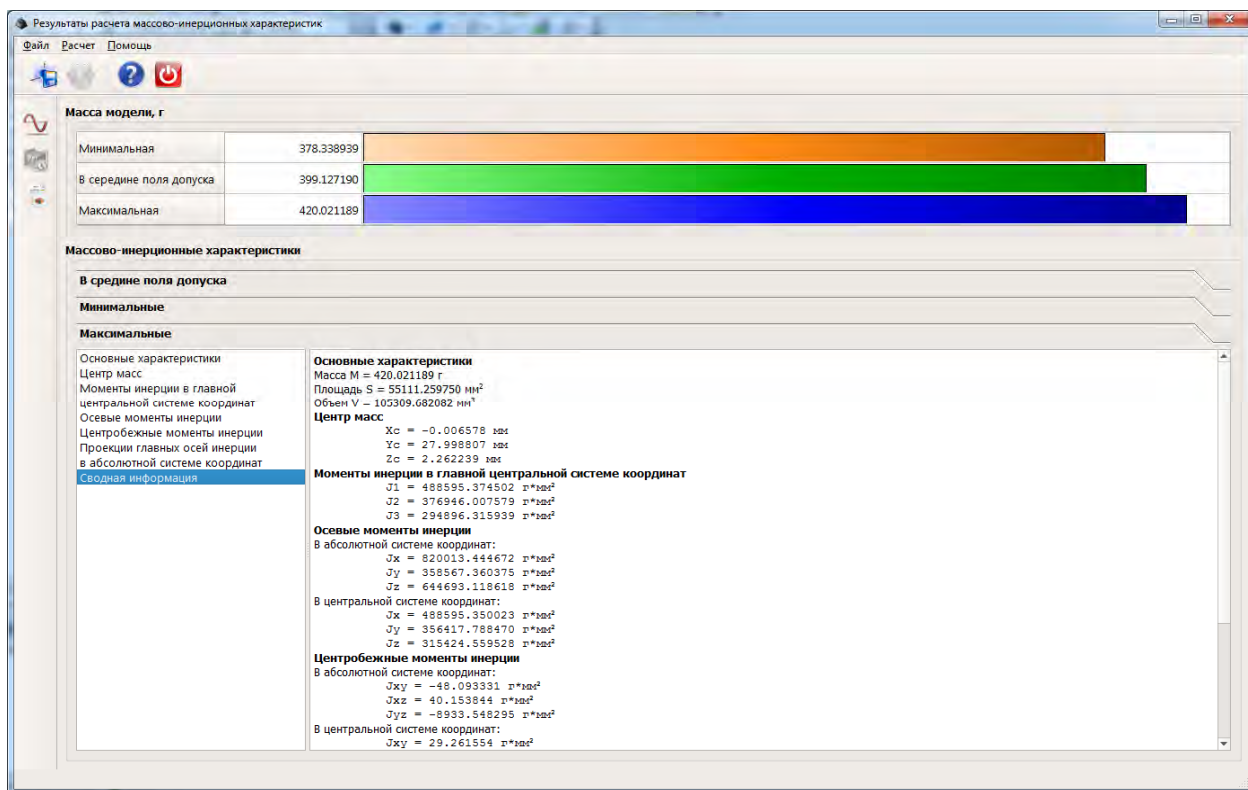 Результаты расчета массово-инерционных характеристик
Файл Расчет Помощь
Масса модели, г
Минимальная 378.338939
В середине поля допуска 399.127190
Максимальная 420.021189
Массово-инерционные характеристики
В средине поля допуска
Минимальные
Максимальные
Основные характеристики
Центр масс
Моменты инерции в главной
центральной системе координат
Осевые моменты инерции
Центробежные моменты инерции
Проекции главных осей инерции
в абсолютной системе координат
Сводная информация
Основные характеристики
Масса М = 420.021189 г
Площадь S = 55111.259750 мм²
Объем V = 105309.682082 мм³
Центр масс
Xc = -0.006578 мм
Yc = 27.998807 мм
Zc = 2.262239 мм
Моменты инерции в главной центральной системе координат
J1 = 488595.374502 г*мм²
J2 = 376946.007579 г*мм²
J3 = 294896.315939 г*мм²
Осевые моменты инерции
В абсолютной системе координат:
Jx = 820013.444672 г*мм²
Jy = 358567.360375 г*мм²
Jz = 644693.118618 г*мм²
В центральной системе координат:
Jx = 488595.350023 г*мм²
Jy = 356417.788470 г*мм²
Jz = 315424.559528 г*мм²
Центробежные моменты инерции
В абсолютной системе координат:
Jxy = -48.093331 г*мм²
Jxz = 40.153844 г*мм²
Jyz = -8933.548295 г*мм²
В центральной системе координат:
Jxy = 29.261554 г*мм²